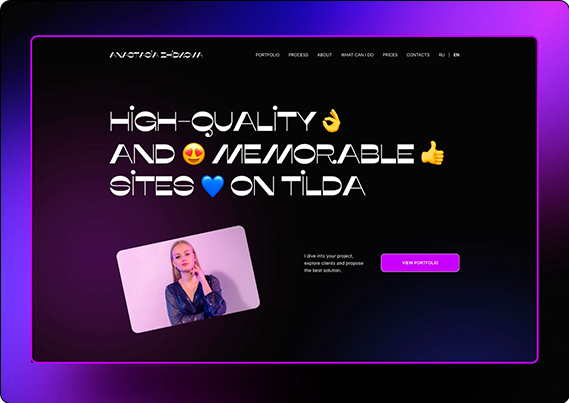 ANASTASIA ZHIDKOVA
PORTFOLIO PROCESS ABOUT WHAT CAN I DO PRICES CONTACTS RU | EN
HiGH-QUALiTY 👌
AND 😍 MEMORABLE 👍
SiTES 💙 ON TiLDA
I dive into your project,
explore clients and propose
the best solution.
VIEW PORTFOLIO